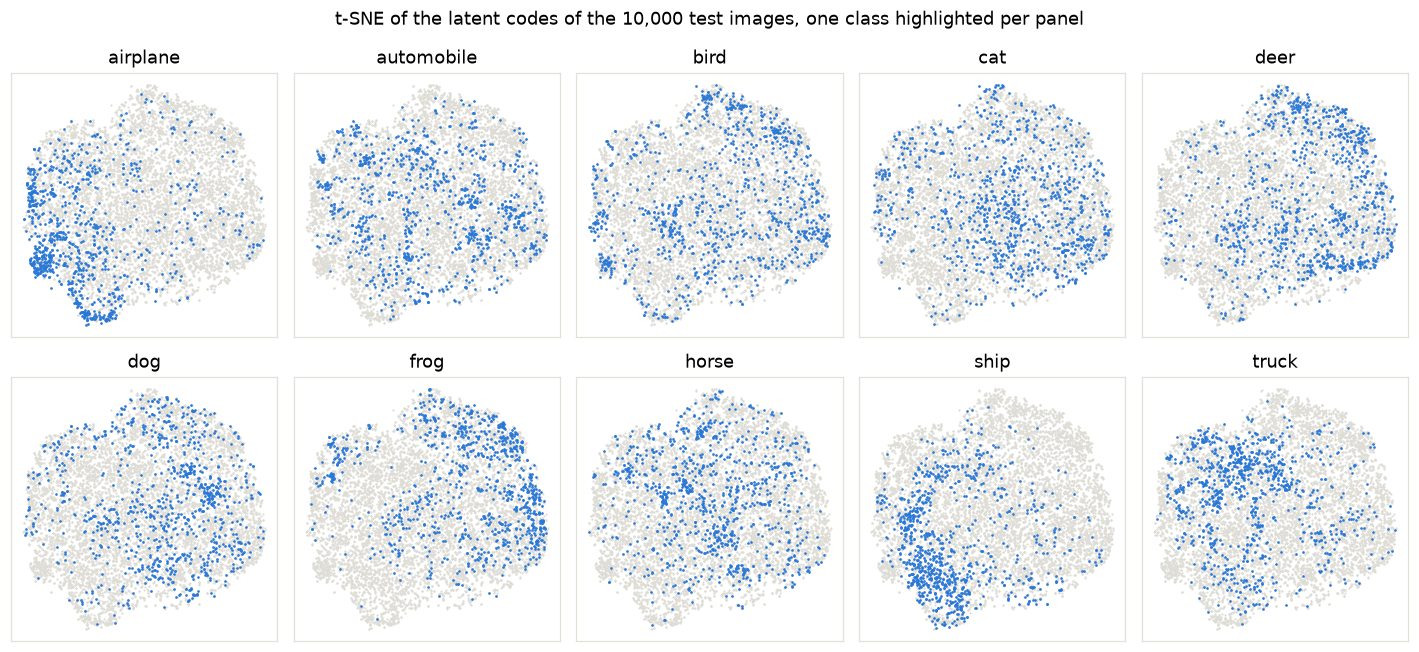 t-SNE of the latent codes of the 10,000 test images, one class highlighted per panel
airplane
automobile
bird
cat
deer
dog
frog
horse
ship
truck